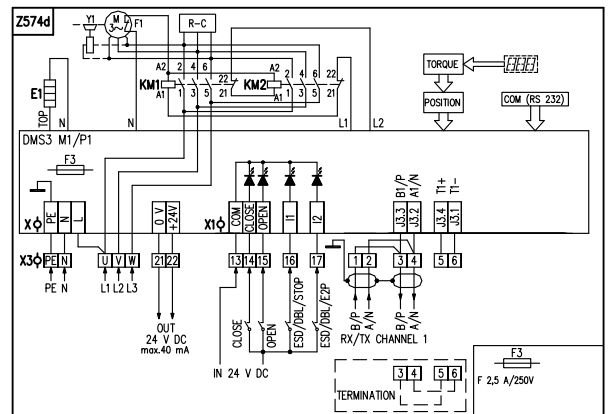 Z574d
Y1
M
3~
F1
R-C
A2
2 4 6
22
A2
2 4 6
22
KM1
KM2
A1
1 3 5
21
A1
1 3 5
21
TORQUE
POSITION
COM (RS 232)
E1
TOP
N
N
L1
L2
DMS3 M1/P1
F3
X
PE
N
L
0 V
+24V
X1
COM
CLOSE
OPEN
I1
I2
J3.3 B1/P
J3.2 A1/N
J3.4 T1+
J3.1 T1-
X3
PE N
U V W
21 22
13 14 15
16
17
1 2
3 4
5 6
PE N
L1 L2 L3
OUT
24 V DC
max.40 mA
CLOSE
OPEN
ESD/DBL/STOP
ESD/DBL/E2P
IN 24 V DC
B/P
A/N
B/P
A/N
RX/TX CHANNEL 1
TERMINATION
3 4
5 6
F3
F 2,5 A/250V